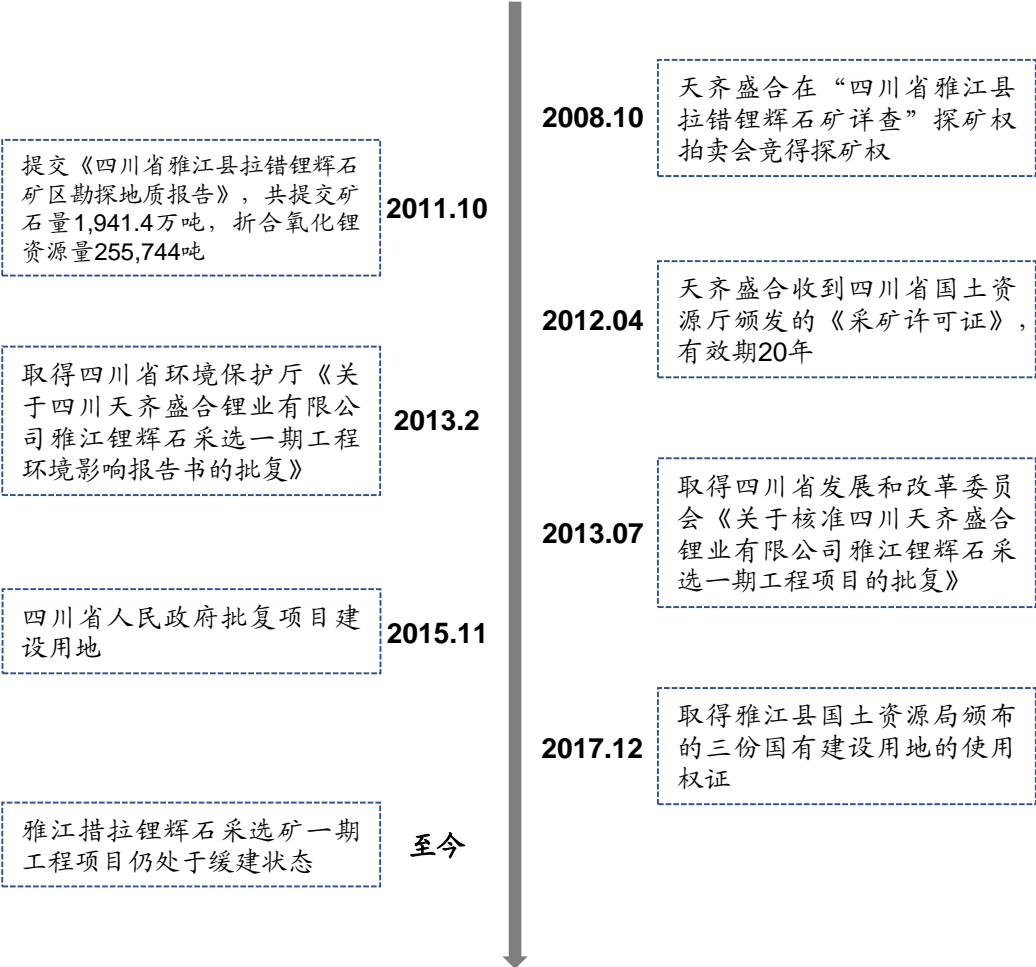 2008.10
天齐盛合在“四川省雅江县
拉错锂辉石矿详查”探矿权
拍卖会竞得探矿权
提交《四川省雅江县拉错锂辉石
矿区勘探地质报告》，共提交矿
石量1,941.4万吨，折合氧化锂
资源量255,744吨
2011.10
2012.04
天齐盛合收到四川省国土资
源厅颁发的《采矿许可证》，
有效期20年
取得四川省环境保护厅《关
于四川天齐盛合锂业有限公
司雅江锂辉石采选一期工程
环境影响报告书的批复》
2013.2
2013.07
取得四川省发展和改革委员
会《关于核准四川天齐盛合
锂业有限公司雅江锂辉石采
选一期工程项目的批复》
四川省人民政府批复项目建
设用地
2015.11
2017.12
取得雅江县国土资源局颁布
的三份国有建设用地的使用
权证
雅江措拉锂辉石采选矿一期
工程项目仍处于缓建状态
至今